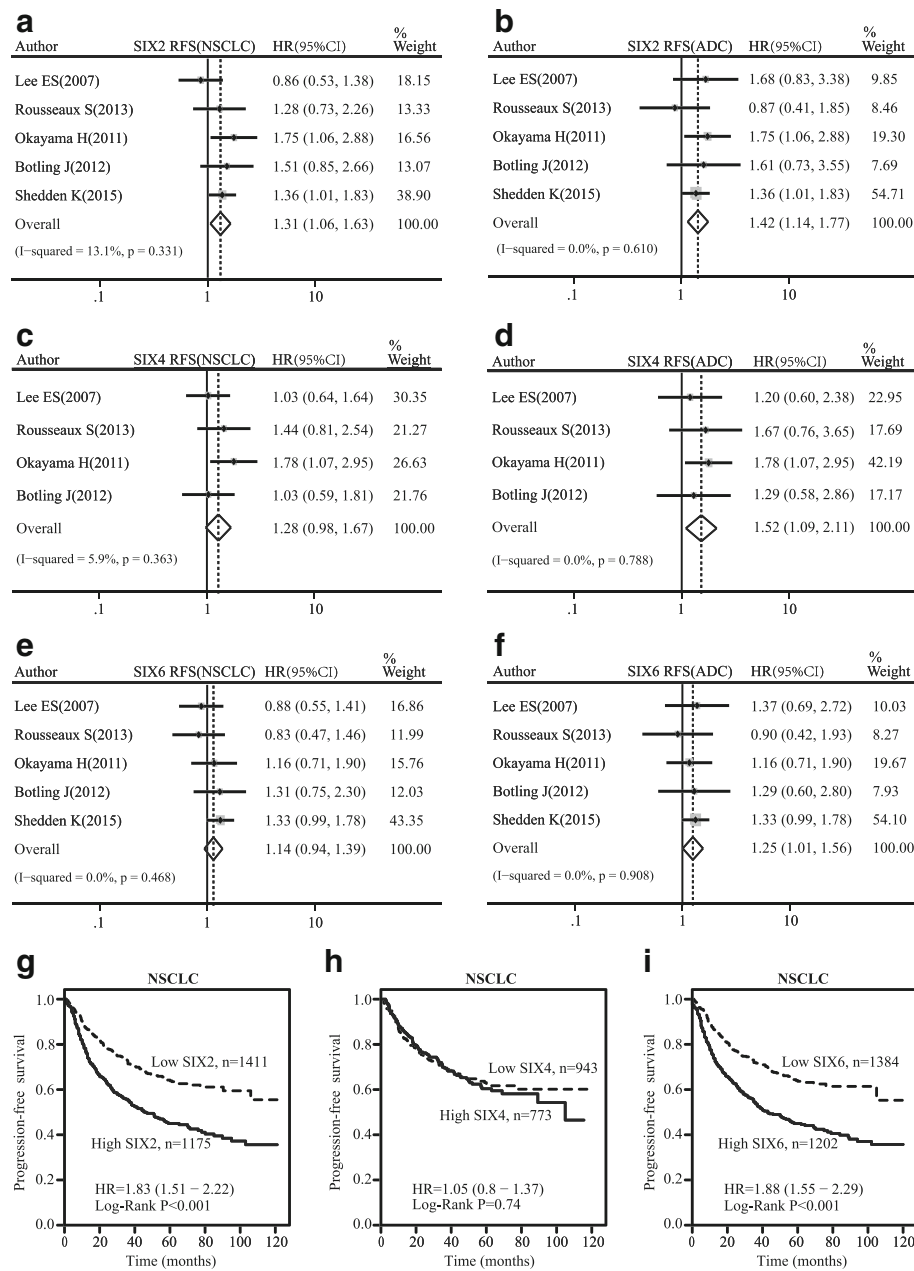 a
%
Author SIX2 RFS(NSCLC) HR(95%CI) Weight
Lee ES(2007) 0.86 (0.53, 1.38) 18.15
Rousseaux S(2013) 1.28 (0.73, 2.26) 13.33
Okayama H(2011) 1.75 (1.06, 2.88) 16.56
Botling J(2012) 1.51 (0.85, 2.66) 13.07
Shedden K(2015) 1.36 (1.01, 1.83) 38.90
Overall 1.31 (1.06, 1.63) 100.00
(I−squared = 13.1%, p = 0.331)
.1 1 10
b
%
Author SIX2 RFS(ADC) HR(95%CI) Weight
Lee ES(2007) 1.68 (0.83, 3.38) 9.85
Rousseaux S(2013) 0.87 (0.41, 1.85) 8.46
Okayama H(2011) 1.75 (1.06, 2.88) 19.30
Botling J(2012) 1.61 (0.73, 3.55) 7.69
Shedden K(2015) 1.36 (1.01, 1.83) 54.71
Overall 1.42 (1.14, 1.77) 100.00
(I−squared = 0.0%, p = 0.610)
.1 1 10
c
%
Author SIX4 RFS(NSCLC) HR(95%CI) Weight
Lee ES(2007) 1.03 (0.64, 1.64) 30.35
Rousseaux S(2013) 1.44 (0.81, 2.54) 21.27
Okayama H(2011) 1.78 (1.07, 2.95) 26.63
Botling J(2012) 1.03 (0.59, 1.81) 21.76
Overall 1.28 (0.98, 1.67) 100.00
(I−squared = 5.9%, p = 0.363)
.1 1 10
d
%
Author SIX4 RFS(ADC) HR(95%CI) Weight
Lee ES(2007) 1.20 (0.60, 2.38) 22.95
Rousseaux S(2013) 1.67 (0.76, 3.65) 17.69
Okayama H(2011) 1.78 (1.07, 2.95) 42.19
Botling J(2012) 1.29 (0.58, 2.86) 17.17
Overall 1.52 (1.09, 2.11) 100.00
(I−squared = 0.0%, p = 0.788)
.1 1 10
e
%
Author SIX6 RFS(NSCLC) HR(95%CI) Weight
Lee ES(2007) 0.88 (0.55, 1.41) 16.86
Rousseaux S(2013) 0.83 (0.47, 1.46) 11.99
Okayama H(2011) 1.16 (0.71, 1.90) 15.76
Botling J(2012) 1.31 (0.75, 2.30) 12.03
Shedden K(2015) 1.33 (0.99, 1.78) 43.35
Overall 1.14 (0.94, 1.39) 100.00
(I−squared = 0.0%, p = 0.468)
.1 1 10
f
%
Author SIX6 RFS(ADC) HR(95%CI) Weight
Lee ES(2007) 1.37 (0.69, 2.72) 10.03
Rousseaux S(2013) 0.90 (0.42, 1.93) 8.27
Okayama H(2011) 1.16 (0.71, 1.90) 19.67
Botling J(2012) 1.29 (0.60, 2.80) 7.93
Shedden K(2015) 1.33 (0.99, 1.78) 54.10
Overall 1.25 (1.01, 1.56) 100.00
(I−squared = 0.0%, p = 0.908)
.1 1 10
g
NSCLC
Progression-free survival
1.0
0.8
0.6
0.4
0.2
0.0
Low SIX2, n=1411
High SIX2, n=1175
HR=1.83 (1.51 − 2.22)
Log-Rank P<0.001
0 20 40 60 80 100 120
Time (months)
h
NSCLC
Progression-free survival
1.0
0.8
0.6
0.4
0.2
0.0
Low SIX4, n=943
High SIX4, n=773
HR=1.05 (0.8 − 1.37)
Log-Rank P=0.74
0 20 40 60 80 100 120
Time (months)
i
NSCLC
Progression-free survival
1.0
0.8
0.6
0.4
0.2
0.0
Low SIX6, n=1384
High SIX6, n=1202
HR=1.88 (1.55 − 2.29)
Log-Rank P<0.001
0 20 40 60 80 100 120
Time (months)